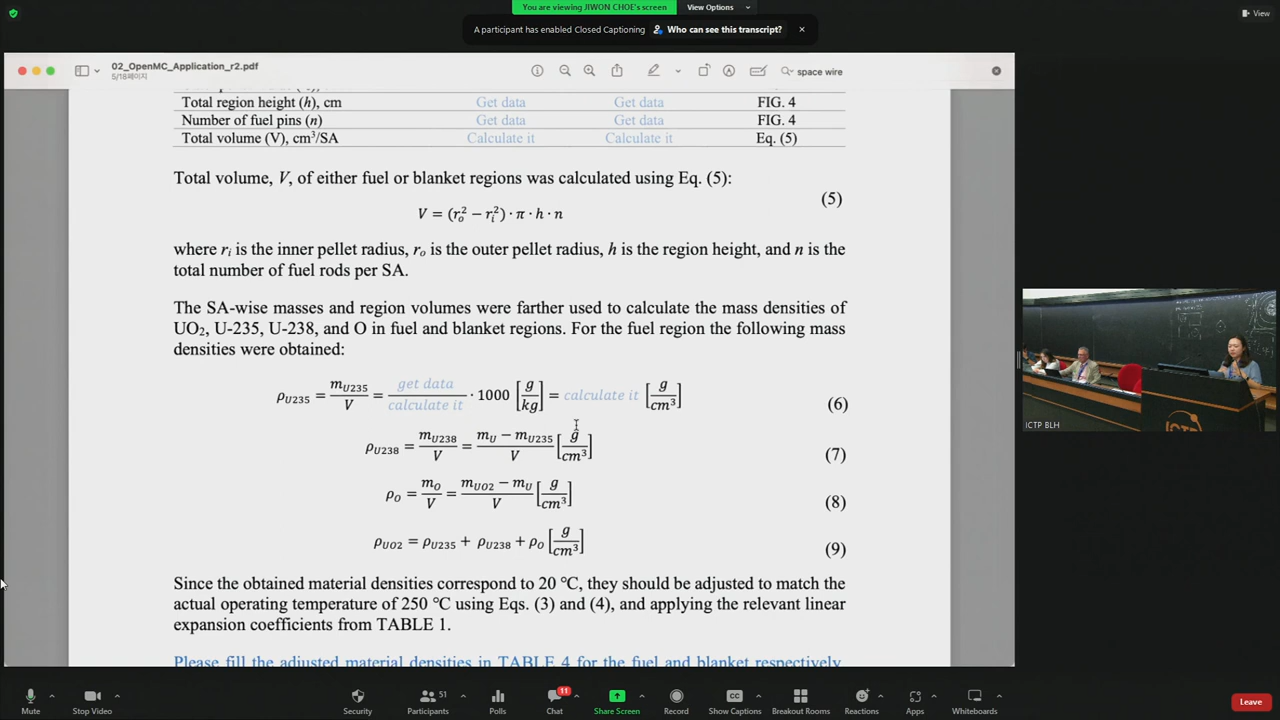 You are viewing JIWON CHOE's screen
View Options
View
A participant has enabled Closed Captioning
Who can see this transcript?
02_OpenMC_Application_r2.pdf
5/18페이지
space wire
Total region height (h), cm Get data Get data FIG. 4
Number of fuel pins (n) Get data Get data FIG. 4
Total volume (V), cm³/SA Calculate it Calculate it Eq. (5)
Total volume, V, of either fuel or blanket regions was calculated using Eq. (5):
V = (r_o² − r_i²) · π · h · n (5)
where r_i is the inner pellet radius, r_o is the outer pellet radius, h is the region height, and n is the
total number of fuel rods per SA.
The SA-wise masses and region volumes were farther used to calculate the mass densities of
UO₂, U-235, U-238, and O in fuel and blanket regions. For the fuel region the following mass
densities were obtained:
ρ_U235 = m_U235/V = get data/calculate it · 1000 [g/kg] = calculate it [g/cm³] (6)
ρ_U238 = m_U238/V = (m_U − m_U235)/V [g/cm³] (7)
ρ_O = m_O/V = (m_UO2 − m_U)/V [g/cm³] (8)
ρ_UO2 = ρ_U235 + ρ_U238 + ρ_O [g/cm³] (9)
Since the obtained material densities correspond to 20 °C, they should be adjusted to match the
actual operating temperature of 250 °C using Eqs. (3) and (4), and applying the relevant linear
expansion coefficients from TABLE 1.
Please fill the adjusted material densities in TABLE 4 for the fuel and blanket respectively.
ICTP BLH
Mute
Stop Video
Security
51
Participants
Polls
11
Chat
Share Screen
Record
CC
Show Captions
Breakout Rooms
Reactions
Apps
Whiteboards
Leave